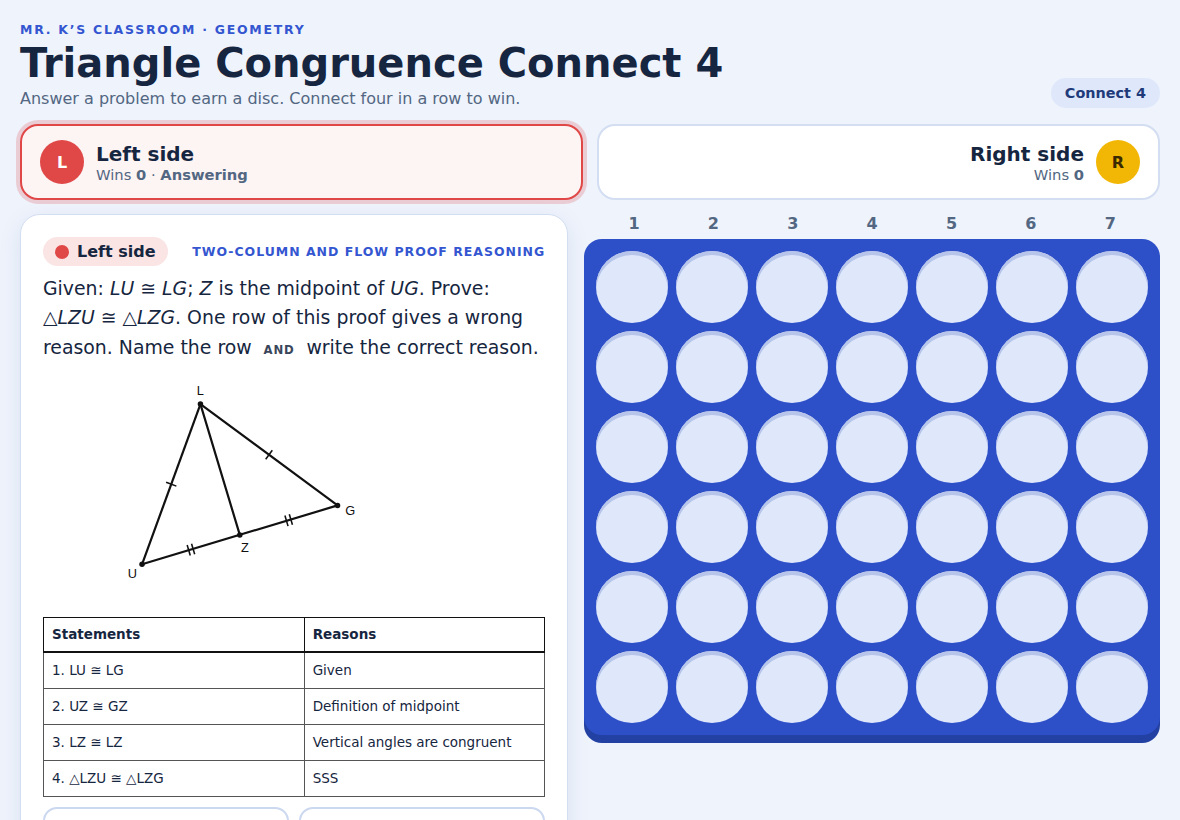 MR. K’S CLASSROOM · GEOMETRY
Triangle Congruence Connect 4
Answer a problem to earn a disc. Connect four in a row to win.
Connect 4
L
Left side
Wins 0 · Answering
Right side
Wins 0
R
Left side
TWO-COLUMN AND FLOW PROOF REASONING
Given: LU ≅ LG; Z is the midpoint of UG. Prove:
△LZU ≅ △LZG. One row of this proof gives a wrong
reason. Name the row AND write the correct reason.
L
G
Z
U
Statements Reasons
1. LU ≅ LG Given
2. UZ ≅ GZ Definition of midpoint
3. LZ ≅ LZ Vertical angles are congruent
4. △LZU ≅ △LZG SSS
1 2 3 4 5 6 7